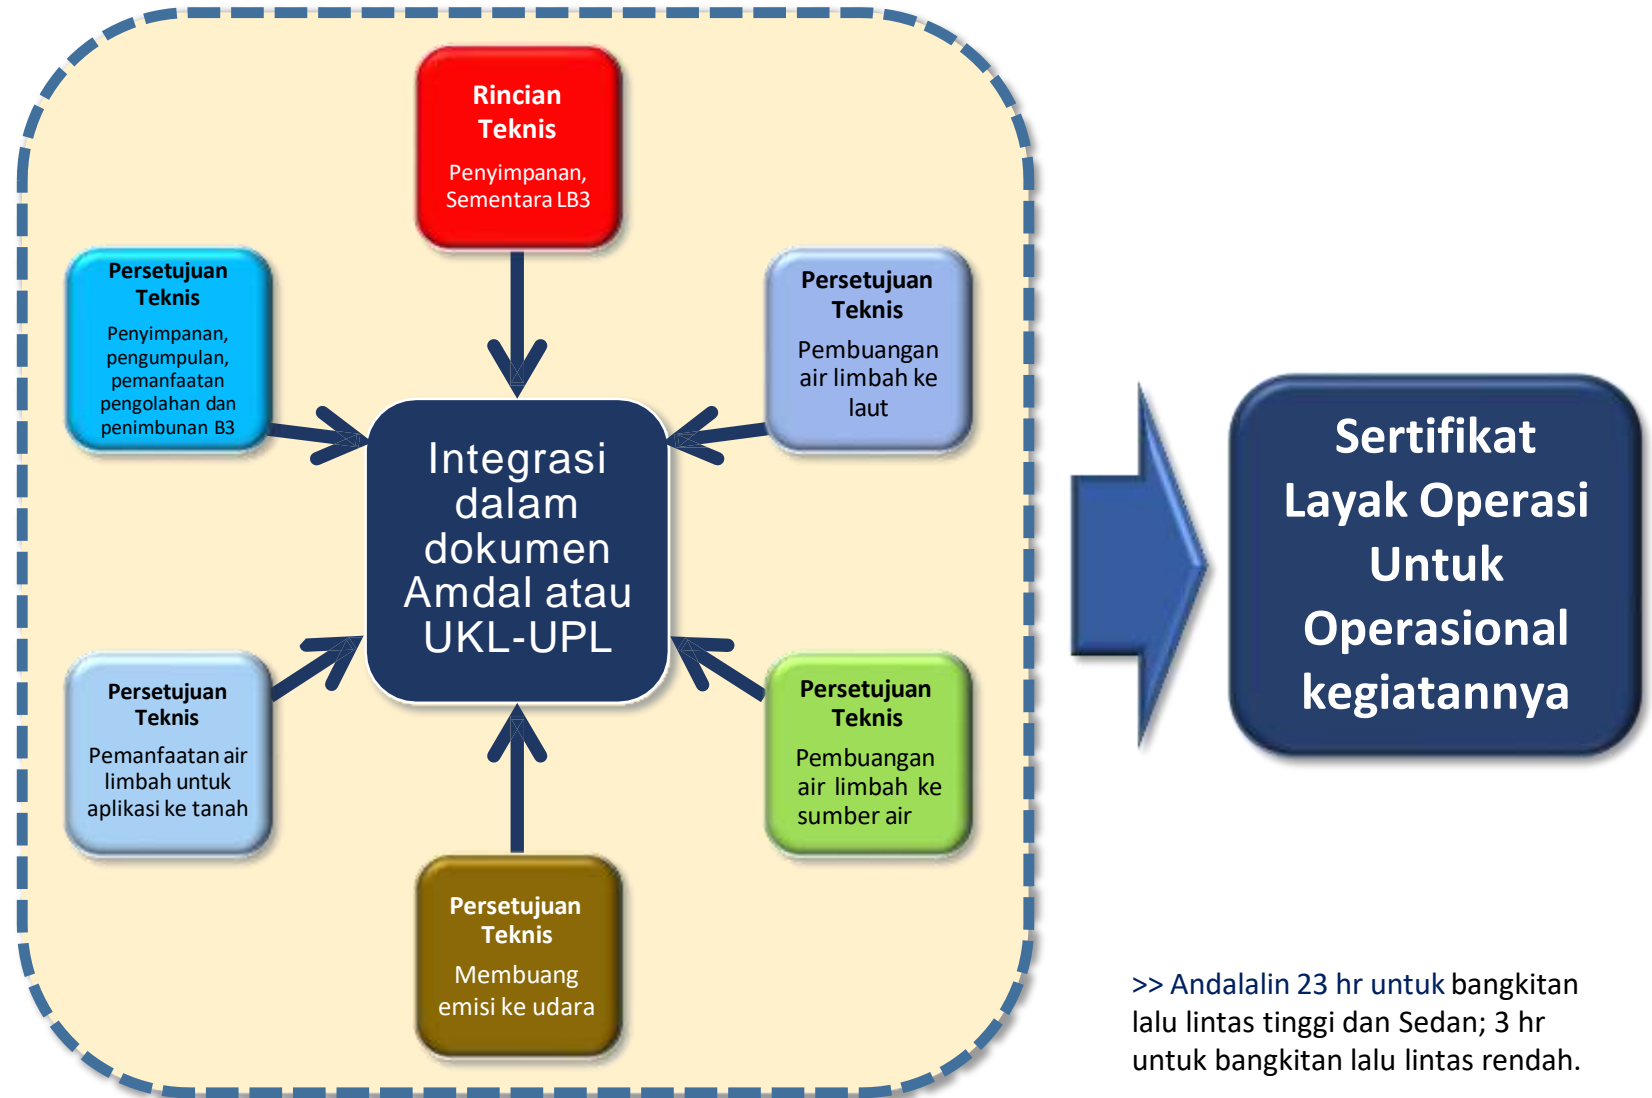 Rincian
Teknis
Penyimpanan,
Sementara LB3
Persetujuan
Teknis
Penyimpanan,
pengumpulan,
pemanfaatan
pengolahan dan
penimbunan B3
Persetujuan
Teknis
Pembuangan
air limbah ke
laut
Integrasi
dalam
dokumen
Amdal atau
UKL-UPL
Persetujuan
Teknis
Pemanfaatan air
limbah untuk
aplikasi ke tanah
Persetujuan
Teknis
Pembuangan
air limbah ke
sumber air
Persetujuan
Teknis
Membuang
emisi ke udara
Sertifikat
Layak Operasi
Untuk
Operasional
kegiatannya
>> Andalalin 23 hr untuk bangkitan
lalu lintas tinggi dan Sedan; 3 hr
untuk bangkitan lalu lintas rendah.